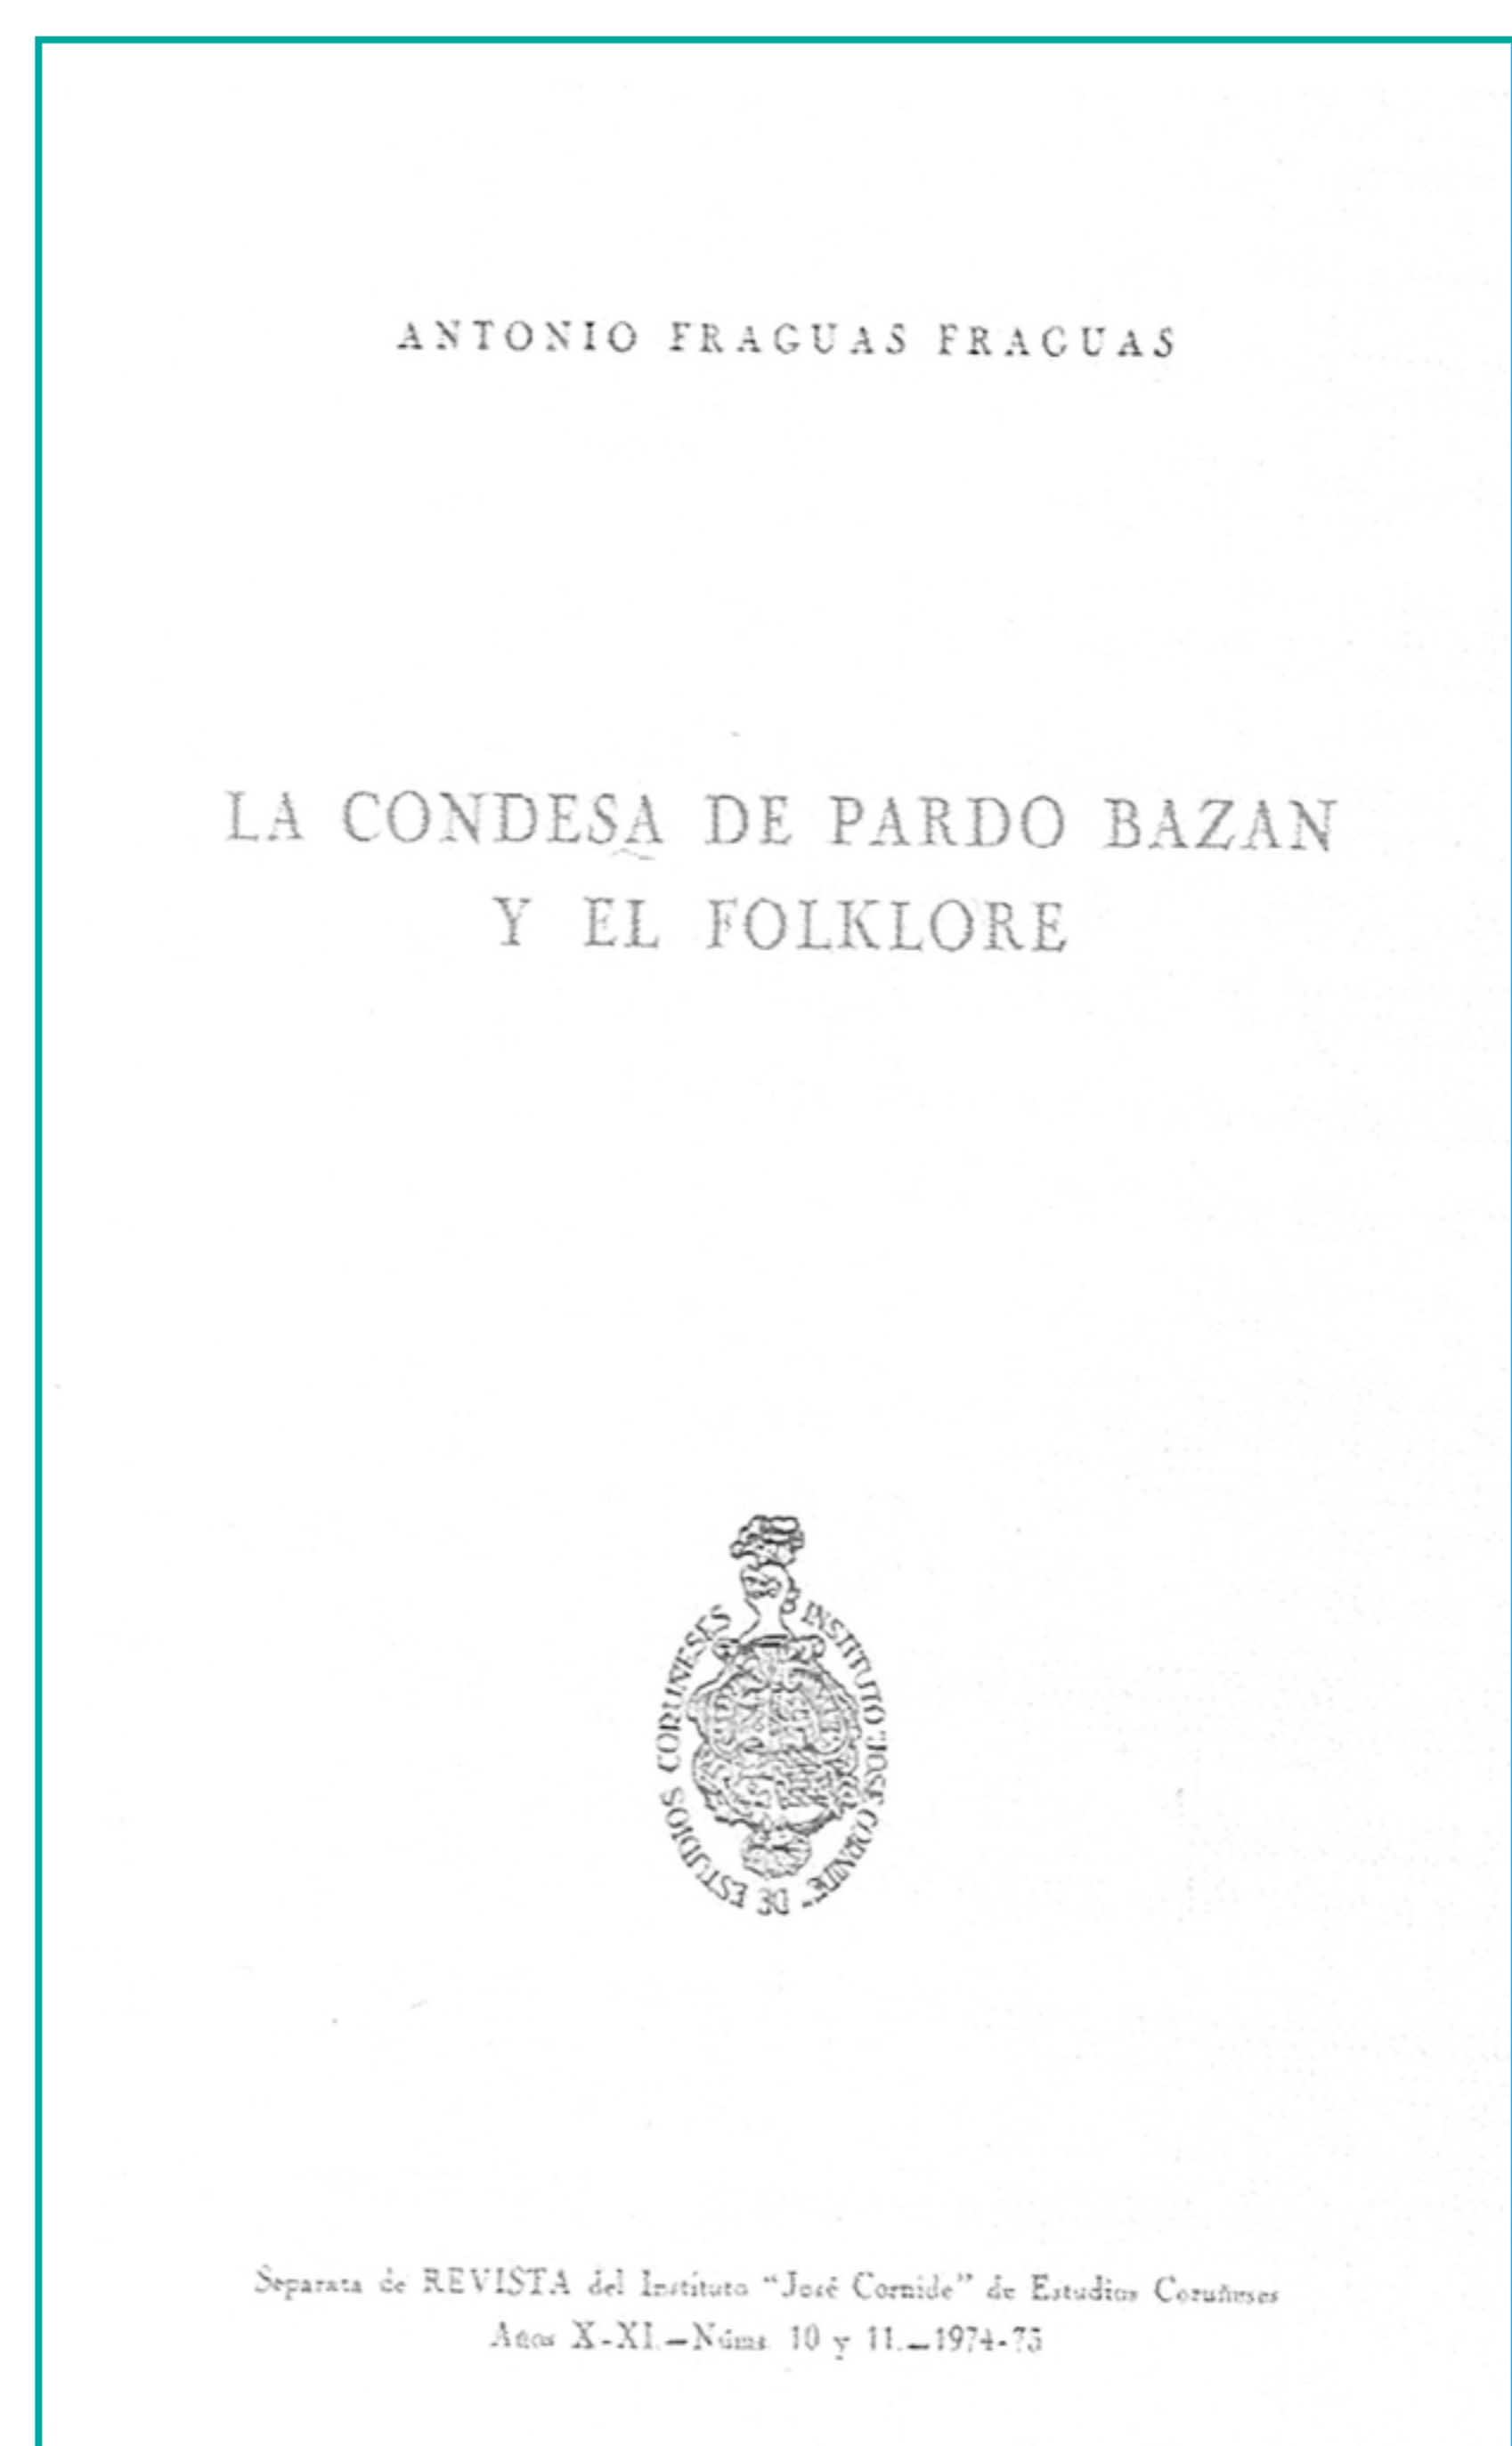 ANTONIO FRAGUAS FRAGUAS
LA CONDESA DE PARDO BAZAN
Y EL FOLKLORE
INSTITUTO "JOSE CORNIDE" DE ESTUDIOS CORUÑESES
Separata de REVISTA del Instituto "José Cornide" de Estudios Coruñeses
Años X-XI.—Núms. 10 y 11.—1974-75